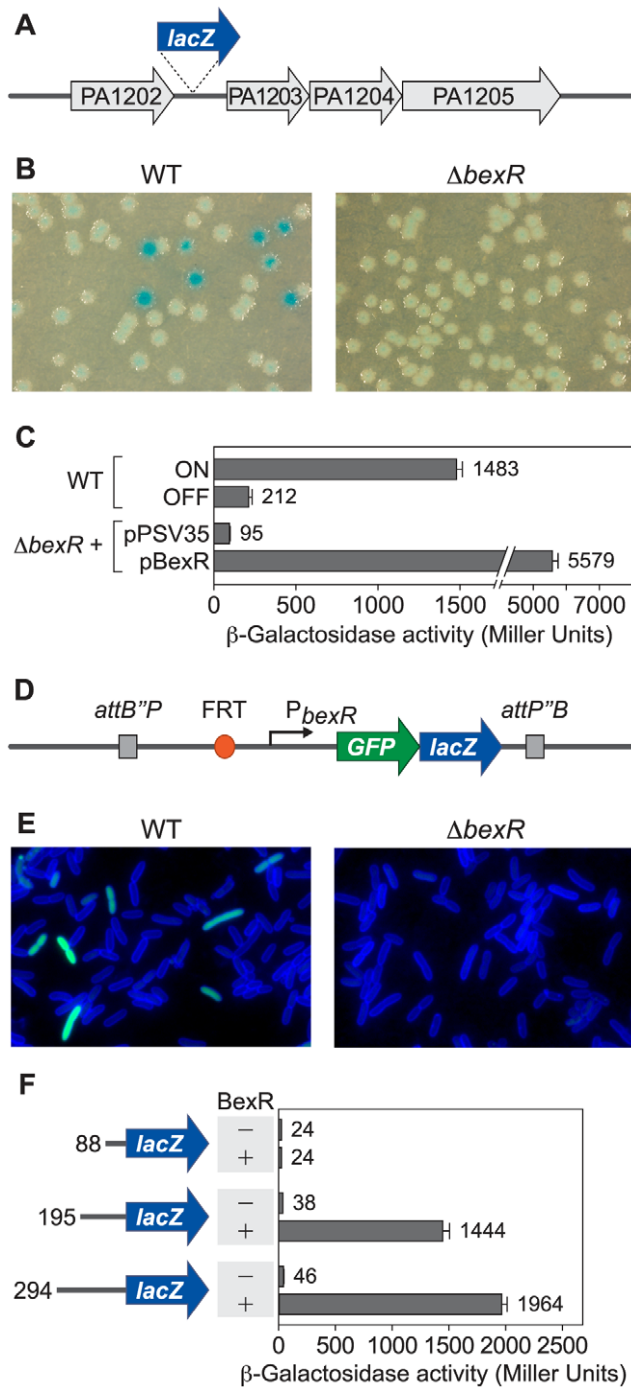 A
lacZ
PA1202 PA1203 PA1204 PA1205
B
WT ΔbexR
C
WT
ON 1483
OFF 212
ΔbexR +
pPSV35 95
pBexR 5579
0 500 1000 1500 5000 7000
β-Galactosidase activity (Miller Units)
D
attB”P FRT PbexR attP”B
GFP lacZ
E
WT ΔbexR
F
BexR
88 lacZ
− 24
+ 24
195 lacZ
− 38
+ 1444
294 lacZ
− 46
+ 1964
0 500 1000 1500 2000 2500
β-Galactosidase activity (Miller Units)